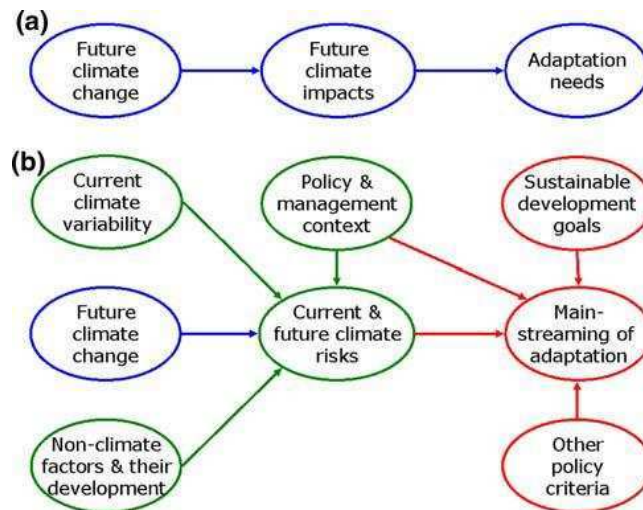 (a)
Future
climate
change
Future
climate
impacts
Adaptation
needs
(b)
Current
climate
variability
Policy &
management
context
Sustainable
development
goals
Future
climate
change
Current &
future climate
risks
Main-
streaming of
adaptation
Non-climate
factors & their
development
Other
policy
criteria